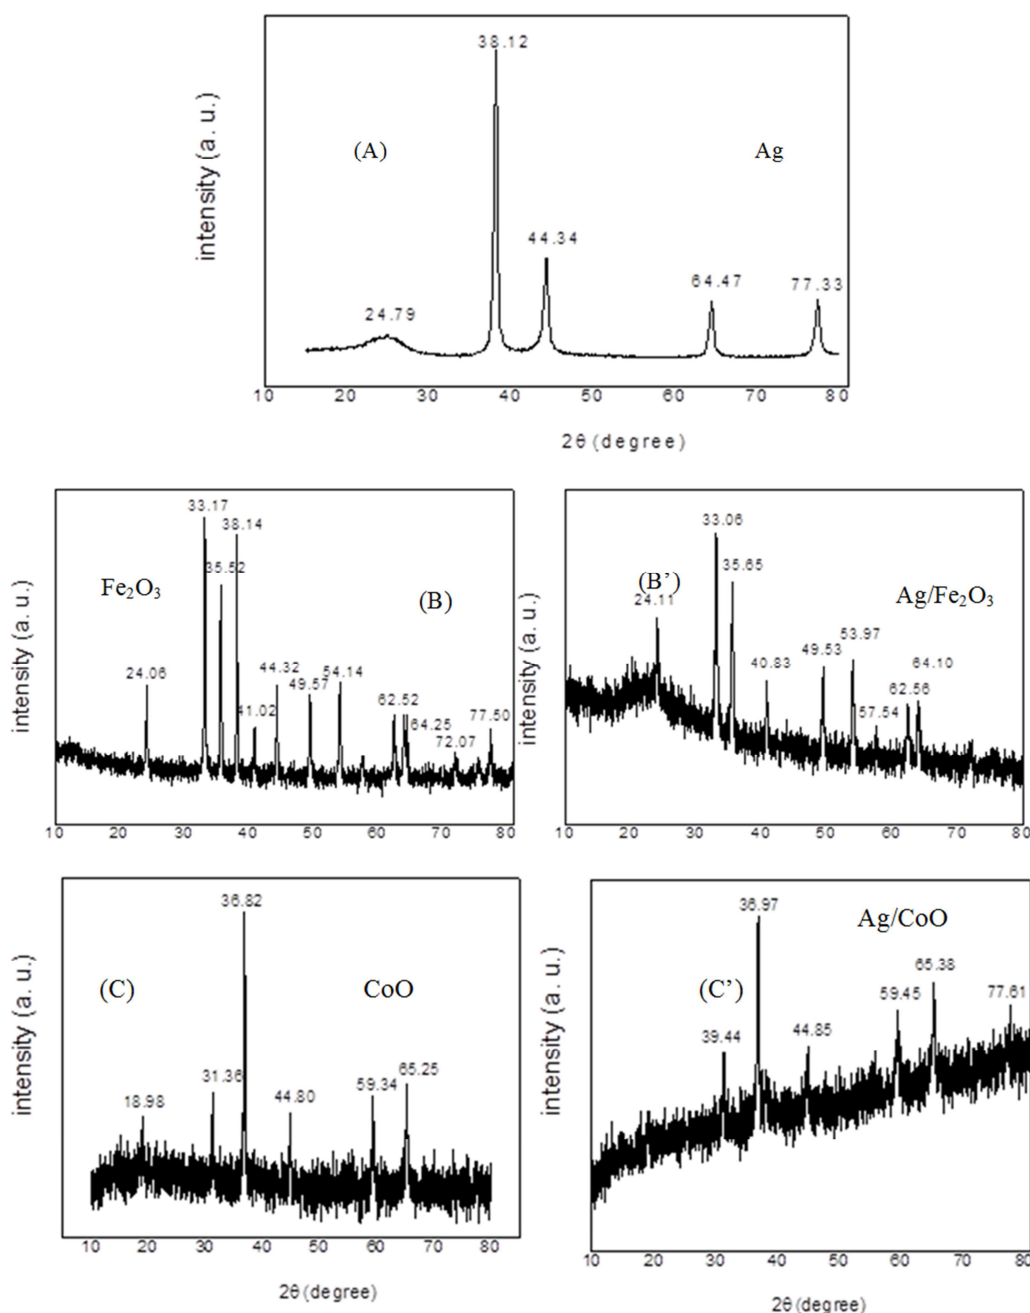 38.12
(A)
Ag
44.34
24.79
64.47
77.33
intensity (a. u.)
10 20 30 40 50 60 70 80
2θ (degree)
33.17
38.14
35.52
Fe₂O₃
(B)
24.06
44.32
41.02
49.57
54.14
62.52
64.25
72.07
77.50
intensity (a. u.)
10 20 30 40 50 60 70 80
33.06
35.65
(B’)
24.11
Ag/Fe₂O₃
40.83
49.53
53.97
57.54
62.56
64.10
intensity (a. u.)
10 20 30 40 50 60 70 80
36.82
(C)
CoO
18.98
31.36
44.80
59.34
65.25
intensity (a. u.)
10 20 30 40 50 60 70 80
2θ (degree)
36.97
Ag/CoO
(C’)
39.44
44.85
59.45
65.38
77.61
intensity (a. u.)
10 20 30 40 50 60 70 80
2θ (degree)